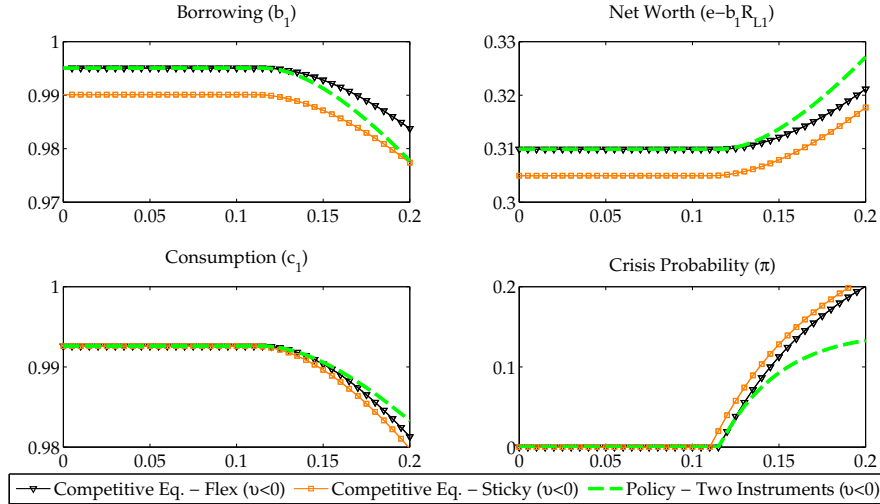 Borrowing (b1)
1
0.99
0.98
0.97
0 0.05 0.1 0.15 0.2
Net Worth (e−b1RL1)
0.33
0.32
0.31
0.3
0 0.05 0.1 0.15 0.2
Consumption (c1)
1
0.99
0.98
0 0.05 0.1 0.15 0.2
Crisis Probability (π)
0.2
0.1
0
0 0.05 0.1 0.15 0.2
Competitive Eq. − Flex (υ<0) Competitive Eq. − Sticky (υ<0) Policy − Two Instruments (υ<0)